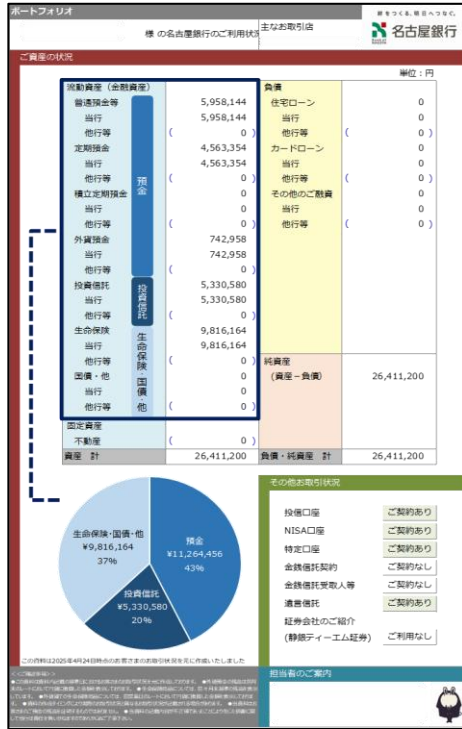 ポートフォリオ
様 の名古屋銀行のご利用状況
主なお取引店
絆をつくる、明日へつなぐ。
名古屋銀行
ご資産の状況
単位：円
流動資産（金融資産）
負債
普通預金等 5,958,144 住宅ローン 0
当行 5,958,144 当行 0
他行等 ( 0 ) 他行等 ( 0 )
定期預金 4,563,354 カードローン 0
当行 4,563,354 当行 0
他行等 ( 0 ) 他行等 ( 0 )
積立定期預金 0 その他のご融資 0
当行 0 当行 0
他行等 ( 0 ) 他行等 ( 0 )
外貨預金 742,958
当行 742,958
他行等 ( 0 )
預金
投資信託 5,330,580
当行 5,330,580
他行等 ( 0 )
投資信託
生命保険 9,816,164
当行 9,816,164
他行等 ( 0 ) 純資産
国債・他 0 (資産－負債) 26,411,200
当行 0
他行等 ( 0 )
生命保険・国債・他
固定資産
不動産 ( 0 )
資産 計 26,411,200 負債・純資産 計 26,411,200
生命保険・国債・他
¥9,816,164
37%
預金
¥11,264,456
43%
投資信託
¥5,330,580
20%
この資料は2025年4月24日時点のお客さまのお取引状況を元に作成いたしました
その他お取引状況
投信口座 ご契約あり
NISA口座 ご契約あり
特定口座 ご契約あり
金銭信託契約 ご契約なし
金銭信託受取人等 ご契約なし
遺言信託 ご契約あり
証券会社のご紹介
(静銀ティーエム証券) ご利用なし
担当者のご案内